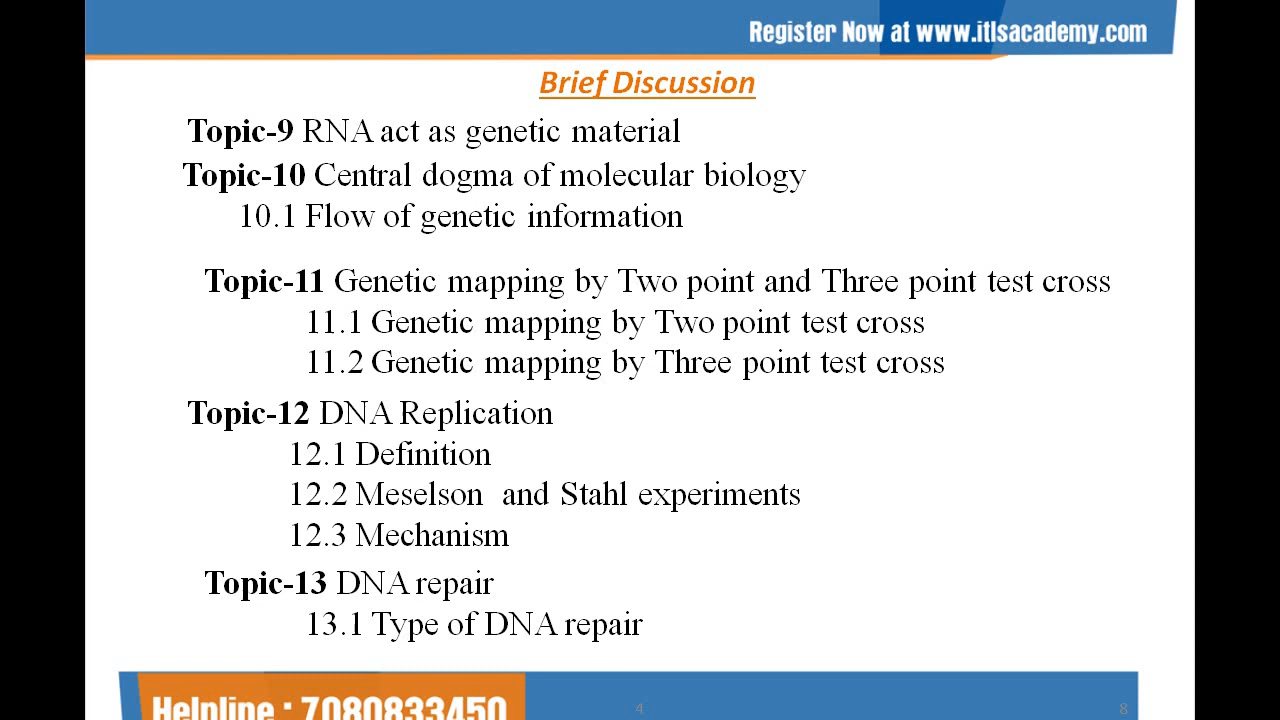 Register Now at www.itlsacademy.com
Brief Discussion
Topic-9 RNA act as genetic material
Topic-10 Central dogma of molecular biology
10.1 Flow of genetic information
Topic-11 Genetic mapping by Two point and Three point test cross
11.1 Genetic mapping by Two point test cross
11.2 Genetic mapping by Three point test cross
Topic-12 DNA Replication
12.1 Definition
12.2 Meselson and Stahl experiments
12.3 Mechanism
Topic-13 DNA repair
13.1 Type of DNA repair
Helpline : 7080833450
4
8